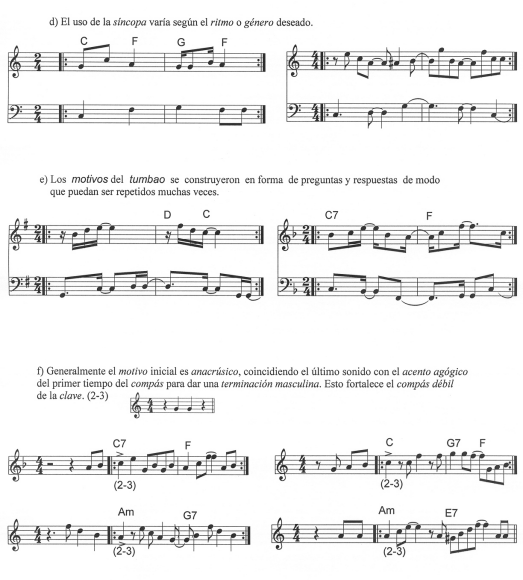 d) El uso de la síncopa varía según el ritmo o género deseado.
C F G F
e) Los motivos del tumbao se construyeron en forma de preguntas y respuestas de modo
que puedan ser repetidos muchas veces.
D C C7 F
f) Generalmente el motivo inicial es anacrúsico, coincidiendo el último sonido con el acento agógico
del primer tiempo del compás para dar una terminación masculina. Esto fortalece el compás débil
de la clave. (2-3)
C7 F C G7 F
(2-3) (2-3)
Am G7 Am E7
(2-3) (2-3)